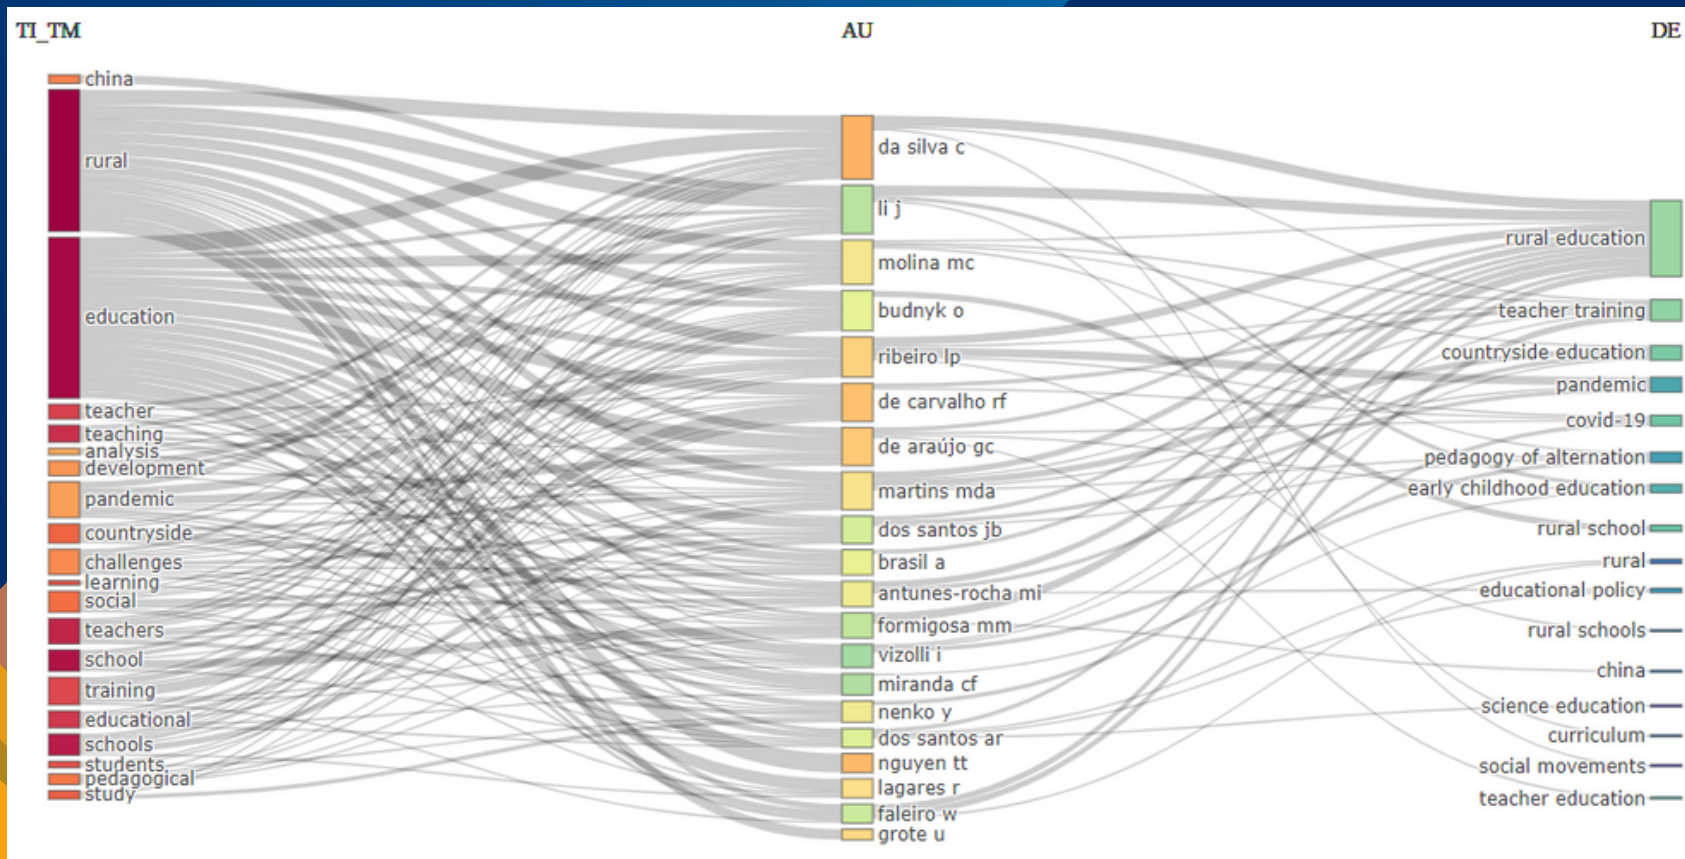 TI_TM
AU
DE
china
rural
education
teacher
teaching
analysis
development
pandemic
countryside
challenges
learning
social
teachers
school
training
educational
schools
students
pedagogical
study
da silva c
li j
molina mc
budnyk o
ribeiro lp
de carvalho rf
de araújo gc
martins mda
dos santos jb
brasil a
antunes-rocha mi
formigosa mm
vizolli i
miranda cf
nenko y
dos santos ar
nguyen tt
lagares r
faleiro w
grote u
rural education
teacher training
countryside education
pandemic
covid-19
pedagogy of alternation
early childhood education
rural school
rural
educational policy
rural schools
china
science education
curriculum
social movements
teacher education